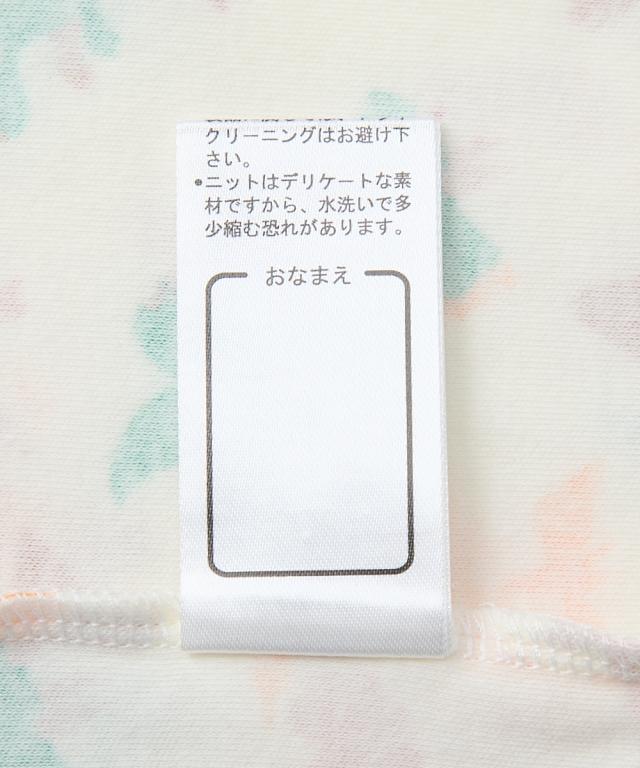 クリーニングはお避け下
さい。
•ニットはデリケートな素
材ですから、水洗いで多
少縮む恐れがあります。
おなまえ